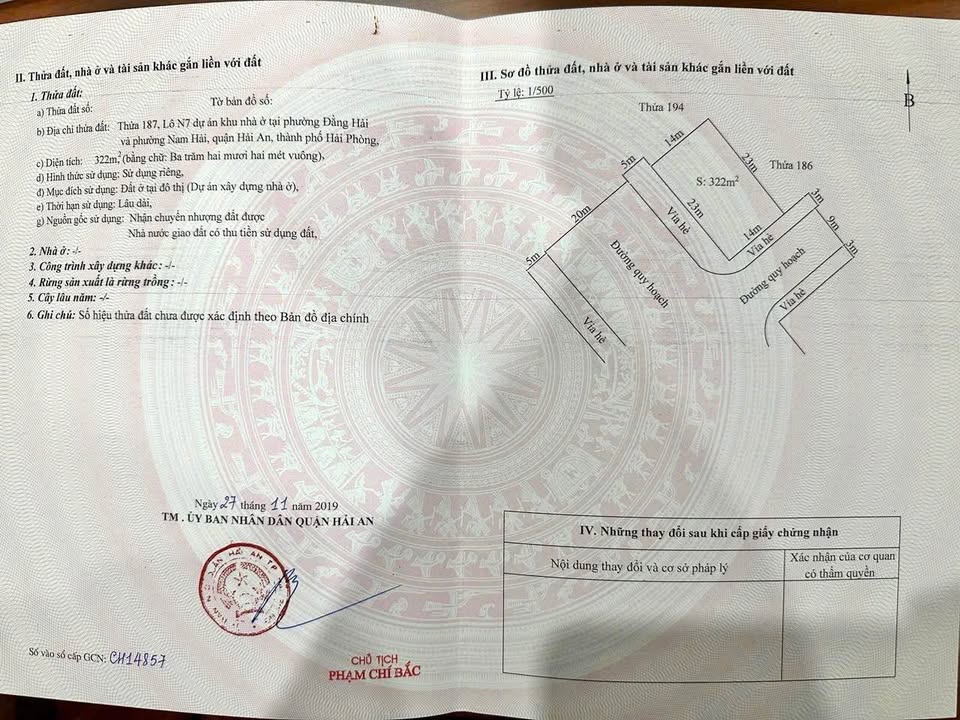 II. Thửa đất, nhà ở và tài sản khác gắn liền với đất
1. Thửa đất:
a) Thửa đất số: Tờ bản đồ số:
b) Địa chỉ thửa đất: Thửa 187, Lô N7 dự án khu nhà ở tại phường Đằng Hải
và phường Nam Hải, quận Hải An, thành phố Hải Phòng,
c) Diện tích: 322m², (bằng chữ: Ba trăm hai mươi hai mét vuông),
d) Hình thức sử dụng: Sử dụng riêng,
đ) Mục đích sử dụng: Đất ở tại đô thị (Dự án xây dựng nhà ở),
e) Thời hạn sử dụng: Lâu dài,
g) Nguồn gốc sử dụng: Nhận chuyển nhượng đất được
Nhà nước giao đất có thu tiền sử dụng đất,
2. Nhà ở: -/-
3. Công trình xây dựng khác: -/-
4. Rừng sản xuất là rừng trồng: -/-
5. Cây lâu năm: -/-
6. Ghi chú: Số hiệu thửa đất chưa được xác định theo Bản đồ địa chính
Ngày 27 tháng 11 năm 2019
TM. ỦY BAN NHÂN DÂN QUẬN HẢI AN
CHỦ TỊCH
PHẠM CHÍ BẮC
Số vào sổ cấp GCN: CH14857
III. Sơ đồ thửa đất, nhà ở và tài sản khác gắn liền với đất
Tỷ lệ: 1/500
B
Thửa 194
14m
23m
Thửa 186
5m
S: 322m²
23m
Vỉa hè
14m
Vỉa hè
3m
9m
3m
20m
Đường quy hoạch
Đường quy hoạch
Vỉa hè
5m
Vỉa hè
IV. Những thay đổi sau khi cấp giấy chứng nhận
Nội dung thay đổi và cơ sở pháp lý
Xác nhận của cơ quan
có thẩm quyền